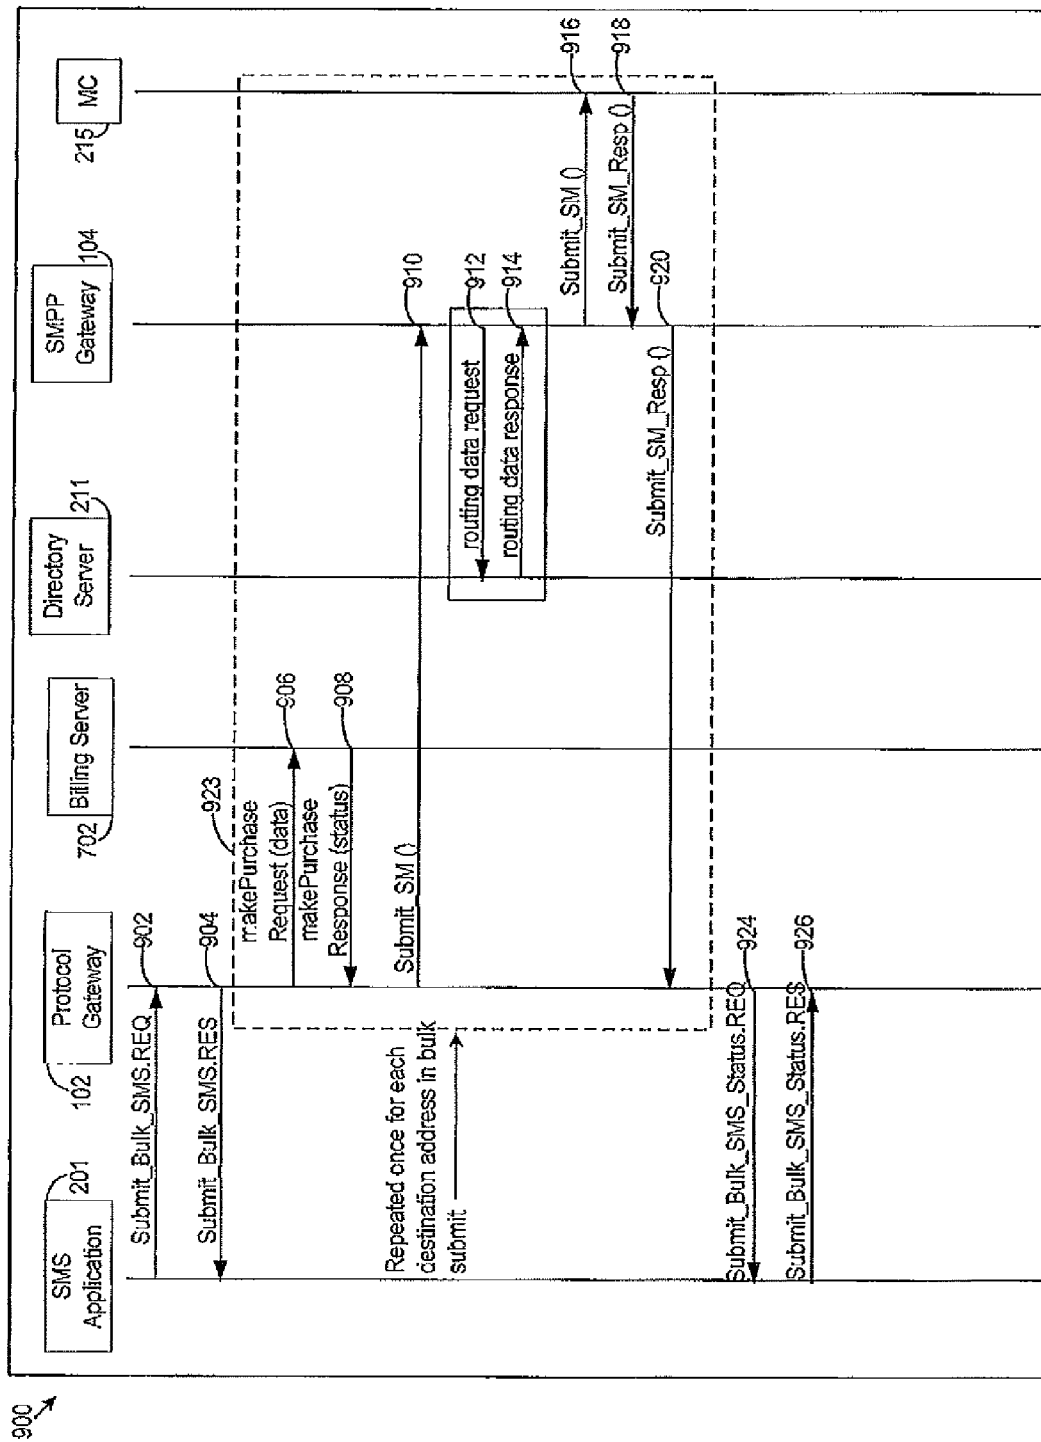 900
SMS
Application
201
Protocol
Gateway
102
Billing Server
702
Directory
Server
211
SMPP
Gateway
104
MC
215
Submit_Bulk_SMS.REQ
902
Submit_Bulk_SMS.RES
904
923
makePurchase
Request (data)
906
makePurchase
Response (status)
908
Submit_SM ()
910
routing data request
912
routing data response
914
Submit_SM ()
916
Submit_SM_Resp ()
918
Submit_SM_Resp ()
920
Repeated once for each
destination address in bulk
submit
Submit_Bulk_SMS_Status.REQ
924
Submit_Bulk_SMS_Status.RES
926